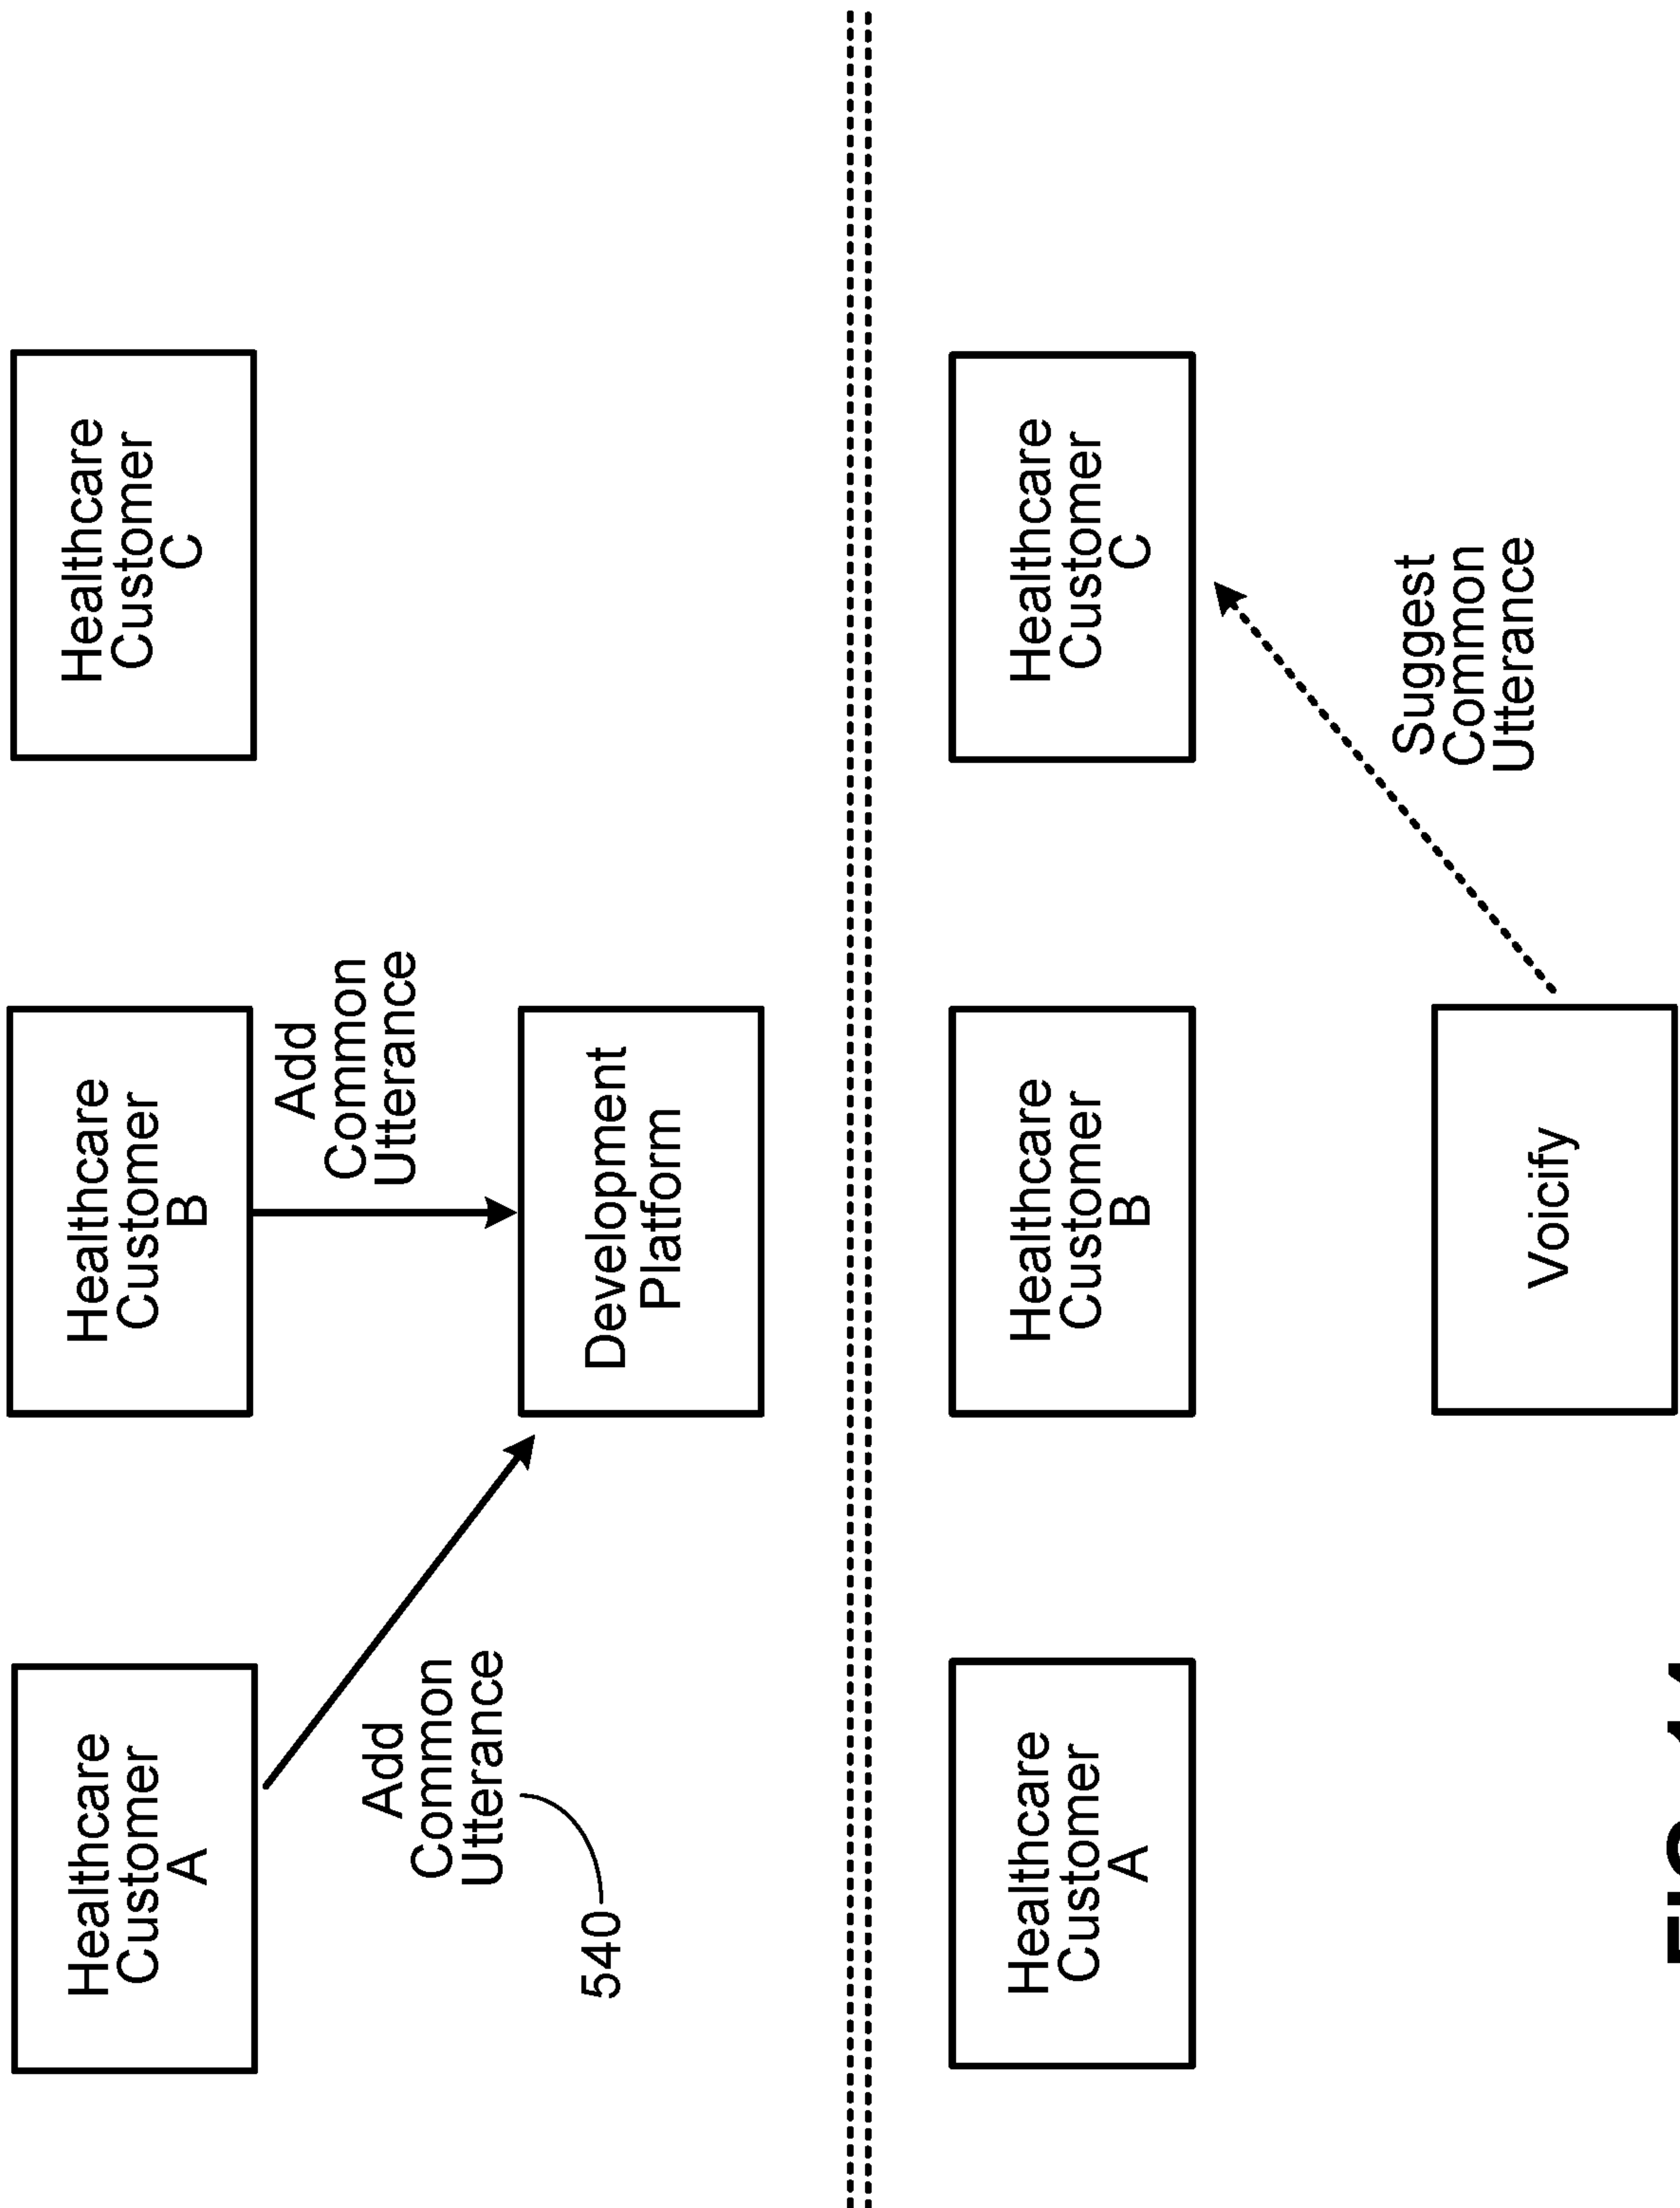 Healthcare
Customer
A
Healthcare
Customer
B
Healthcare
Customer
C
Add
Common
Utterance
540
Add
Common
Utterance
Development
Platform
Healthcare
Customer
A
Healthcare
Customer
B
Healthcare
Customer
C
Suggest
Common
Utterance
Voicify